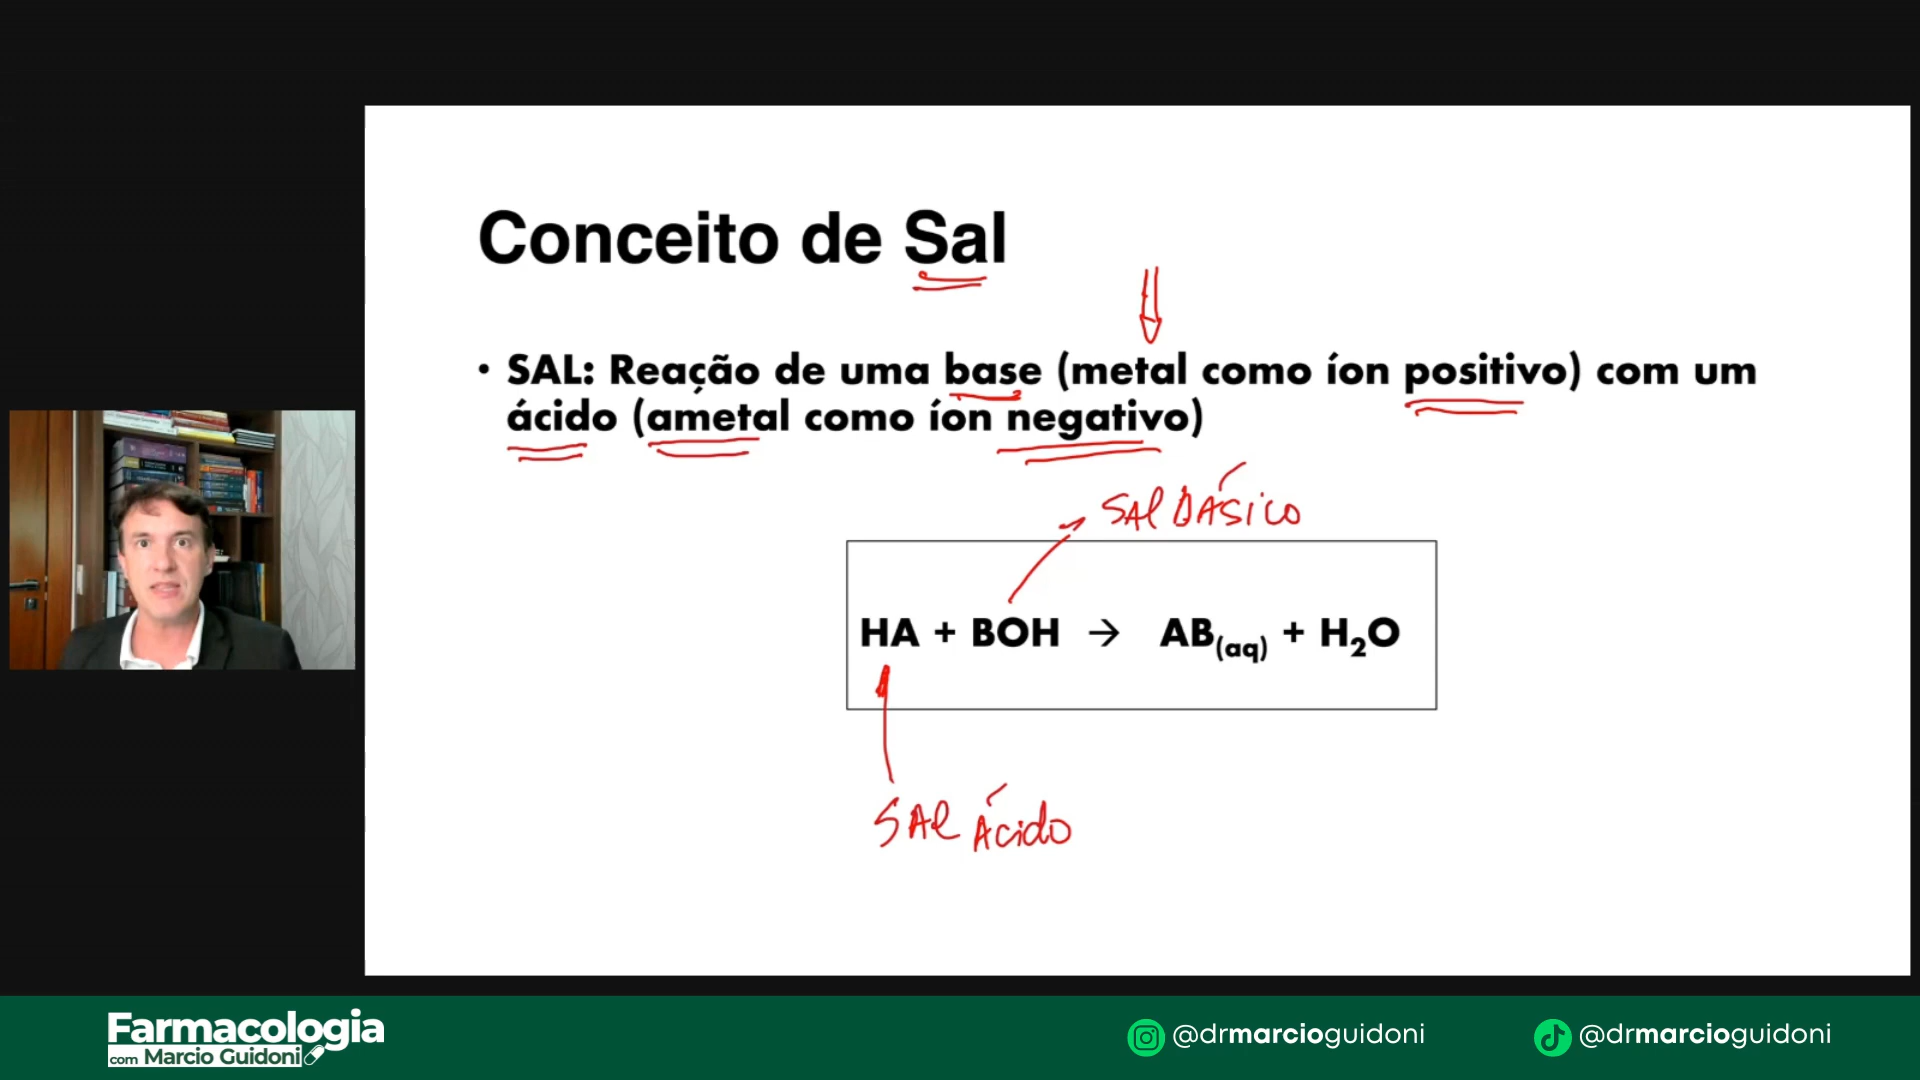 Conceito de Sal
• SAL: Reação de uma base (metal como íon positivo) com um
ácido (ametal como íon negativo)
SAl BÁSICO
HA + BOH → AB(aq) + H₂O
SAl Ácido
Farmacologia
com Marcio Guidoni
@drmarcioguidoni
@drmarcioguidoni